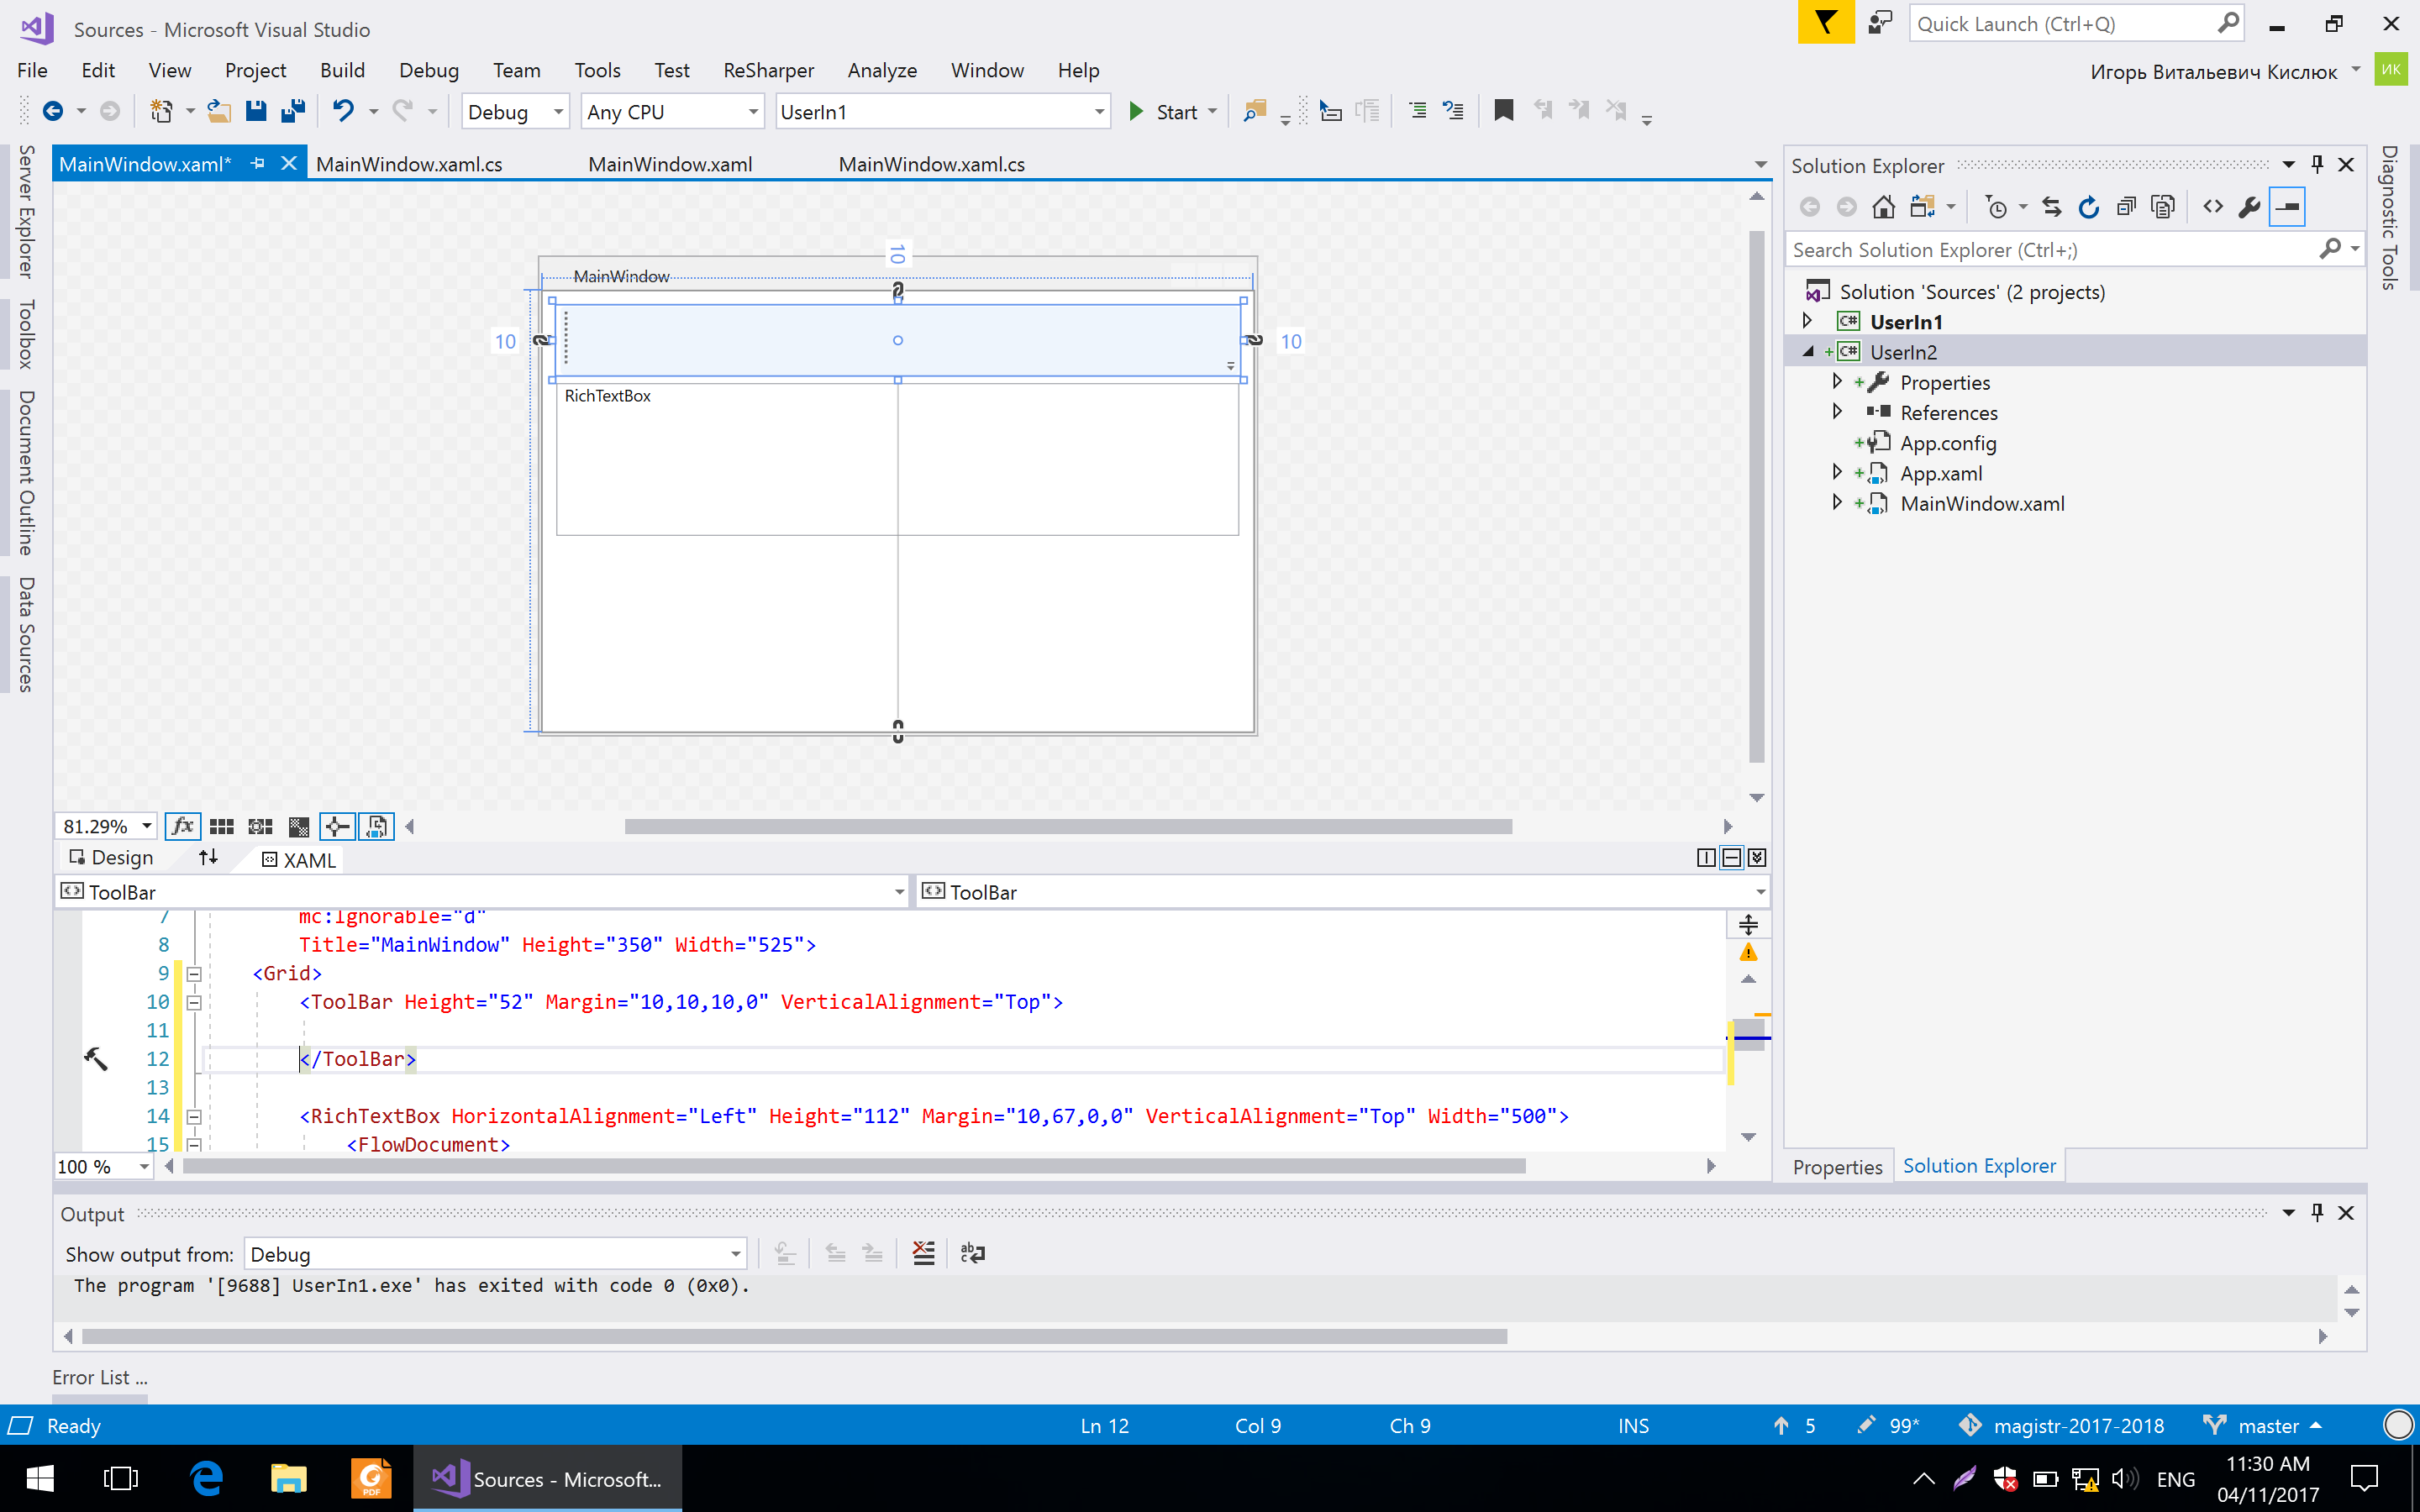 Sources - Microsoft Visual Studio
Quick Launch (Ctrl+Q)
File Edit View Project Build Debug Team Tools Test ReSharper Analyze Window Help
Игорь Витальевич Кислюк
ИК
Debug Any CPU UserIn1 Start
Server Explorer
Toolbox
Document Outline
Data Sources
MainWindow.xaml* MainWindow.xaml.cs MainWindow.xaml MainWindow.xaml.cs
10
MainWindow
10 10
RichTextBox
81.29%
Design XAML
ToolBar ToolBar
7 mc:Ignorable="d"
8 Title="MainWindow" Height="350" Width="525">
9 <Grid>
10 <ToolBar Height="52" Margin="10,10,10,0" VerticalAlignment="Top">
11
12 </ToolBar>
13
14 <RichTextBox HorizontalAlignment="Left" Height="112" Margin="10,67,0,0" VerticalAlignment="Top" Width="500">
15 <FlowDocument>
100 %
Solution Explorer
Search Solution Explorer (Ctrl+;)
Solution 'Sources' (2 projects)
C# UserIn1
C# UserIn2
Properties
References
App.config
App.xaml
MainWindow.xaml
Properties Solution Explorer
Diagnostic Tools
Output
Show output from: Debug
The program '[9688] UserIn1.exe' has exited with code 0 (0x0).
Error List ...
Ready Ln 12 Col 9 Ch 9 INS 5 99* magistr-2017-2018 master
PDF
Sources - Microsoft...
ENG
11:30 AM
04/11/2017